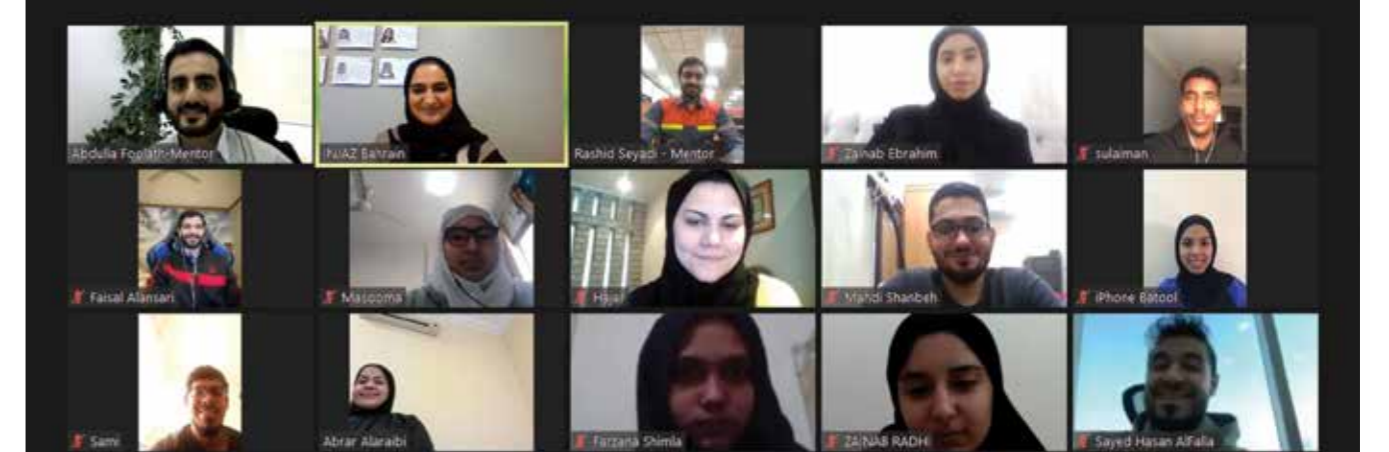 Abdulla Foolath-Mentor
INJAZ Bahrain
Rashid Seyadi - Mentor
Zainab Ebrahim
sulaiman
Faisal Alansari
Masooma
Hajar
Mahdi Shanbeh
iPhone Batool
Sami
Abrar Alaraibi
Farzana Shimla
ZAINAB RADHI
Sayed Hasan AlFalla